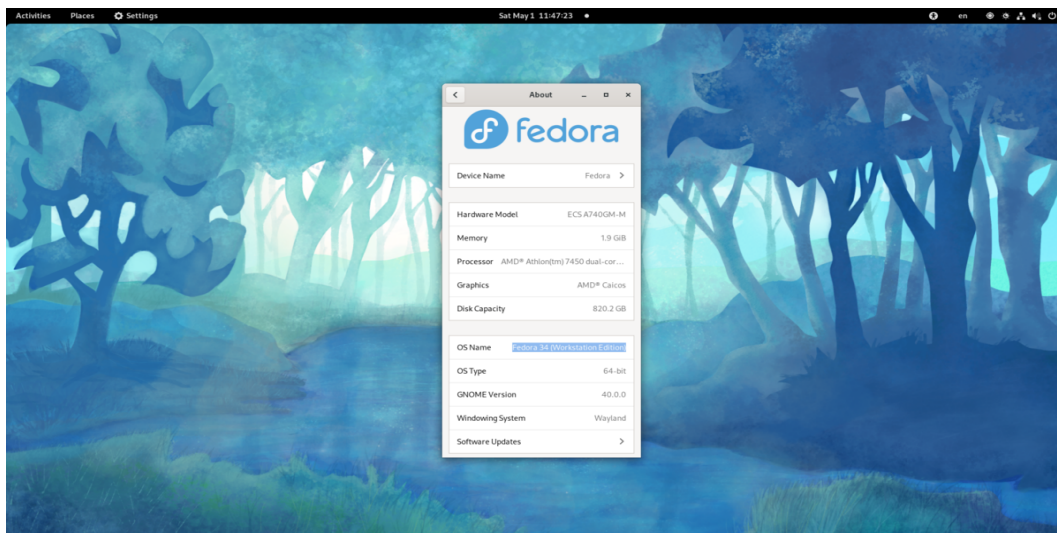 Activities Places Settings Sat May 1 11:47:23 en
About
fedora
Device Name Fedora
Hardware Model ECS A740GM-M
Memory 1.9 GiB
Processor AMD® Athlon(tm) 7450 dual-cor...
Graphics AMD® Caicos
Disk Capacity 820.2 GB
OS Name Fedora 34 (Workstation Edition)
OS Type 64-bit
GNOME Version 40.0.0
Windowing System Wayland
Software Updates